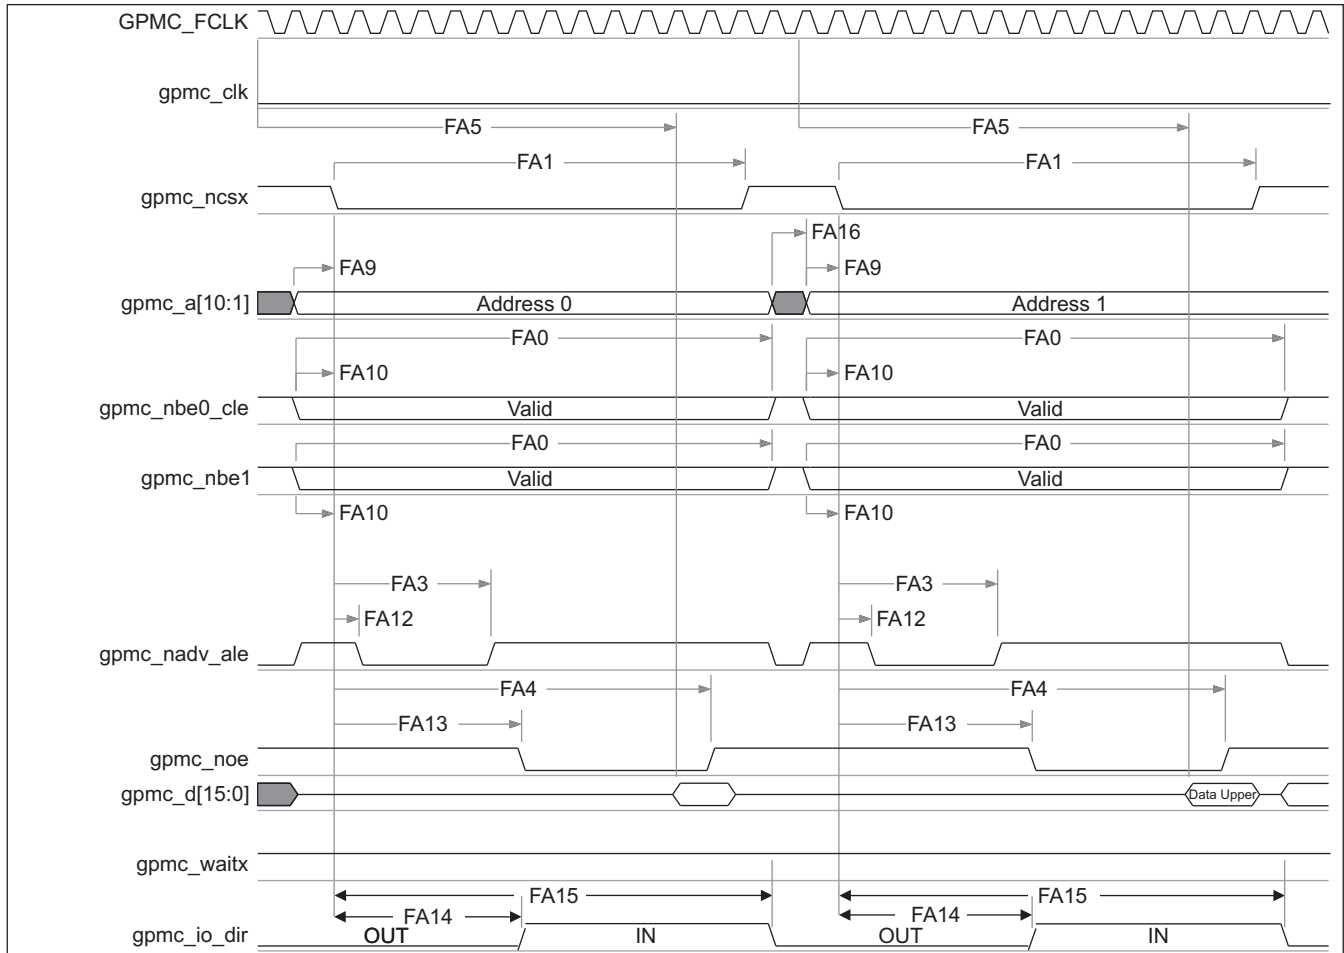 GPMC_FCLK
gpmc_clk
FA5 FA5
FA1 FA1
gpmc_ncsx
FA16
FA9 FA9
gpmc_a[10:1] Address 0 Address 1
FA0 FA0
FA10 FA10
gpmc_nbe0_cle Valid Valid
FA0 FA0
gpmc_nbe1 Valid Valid
FA10 FA10
FA3 FA3
FA12 FA12
gpmc_nadv_ale
FA4 FA4
FA13 FA13
gpmc_noe
gpmc_d[15:0] Data Upper
gpmc_waitx
FA15 FA15
FA14 FA14
gpmc_io_dir OUT IN OUT IN